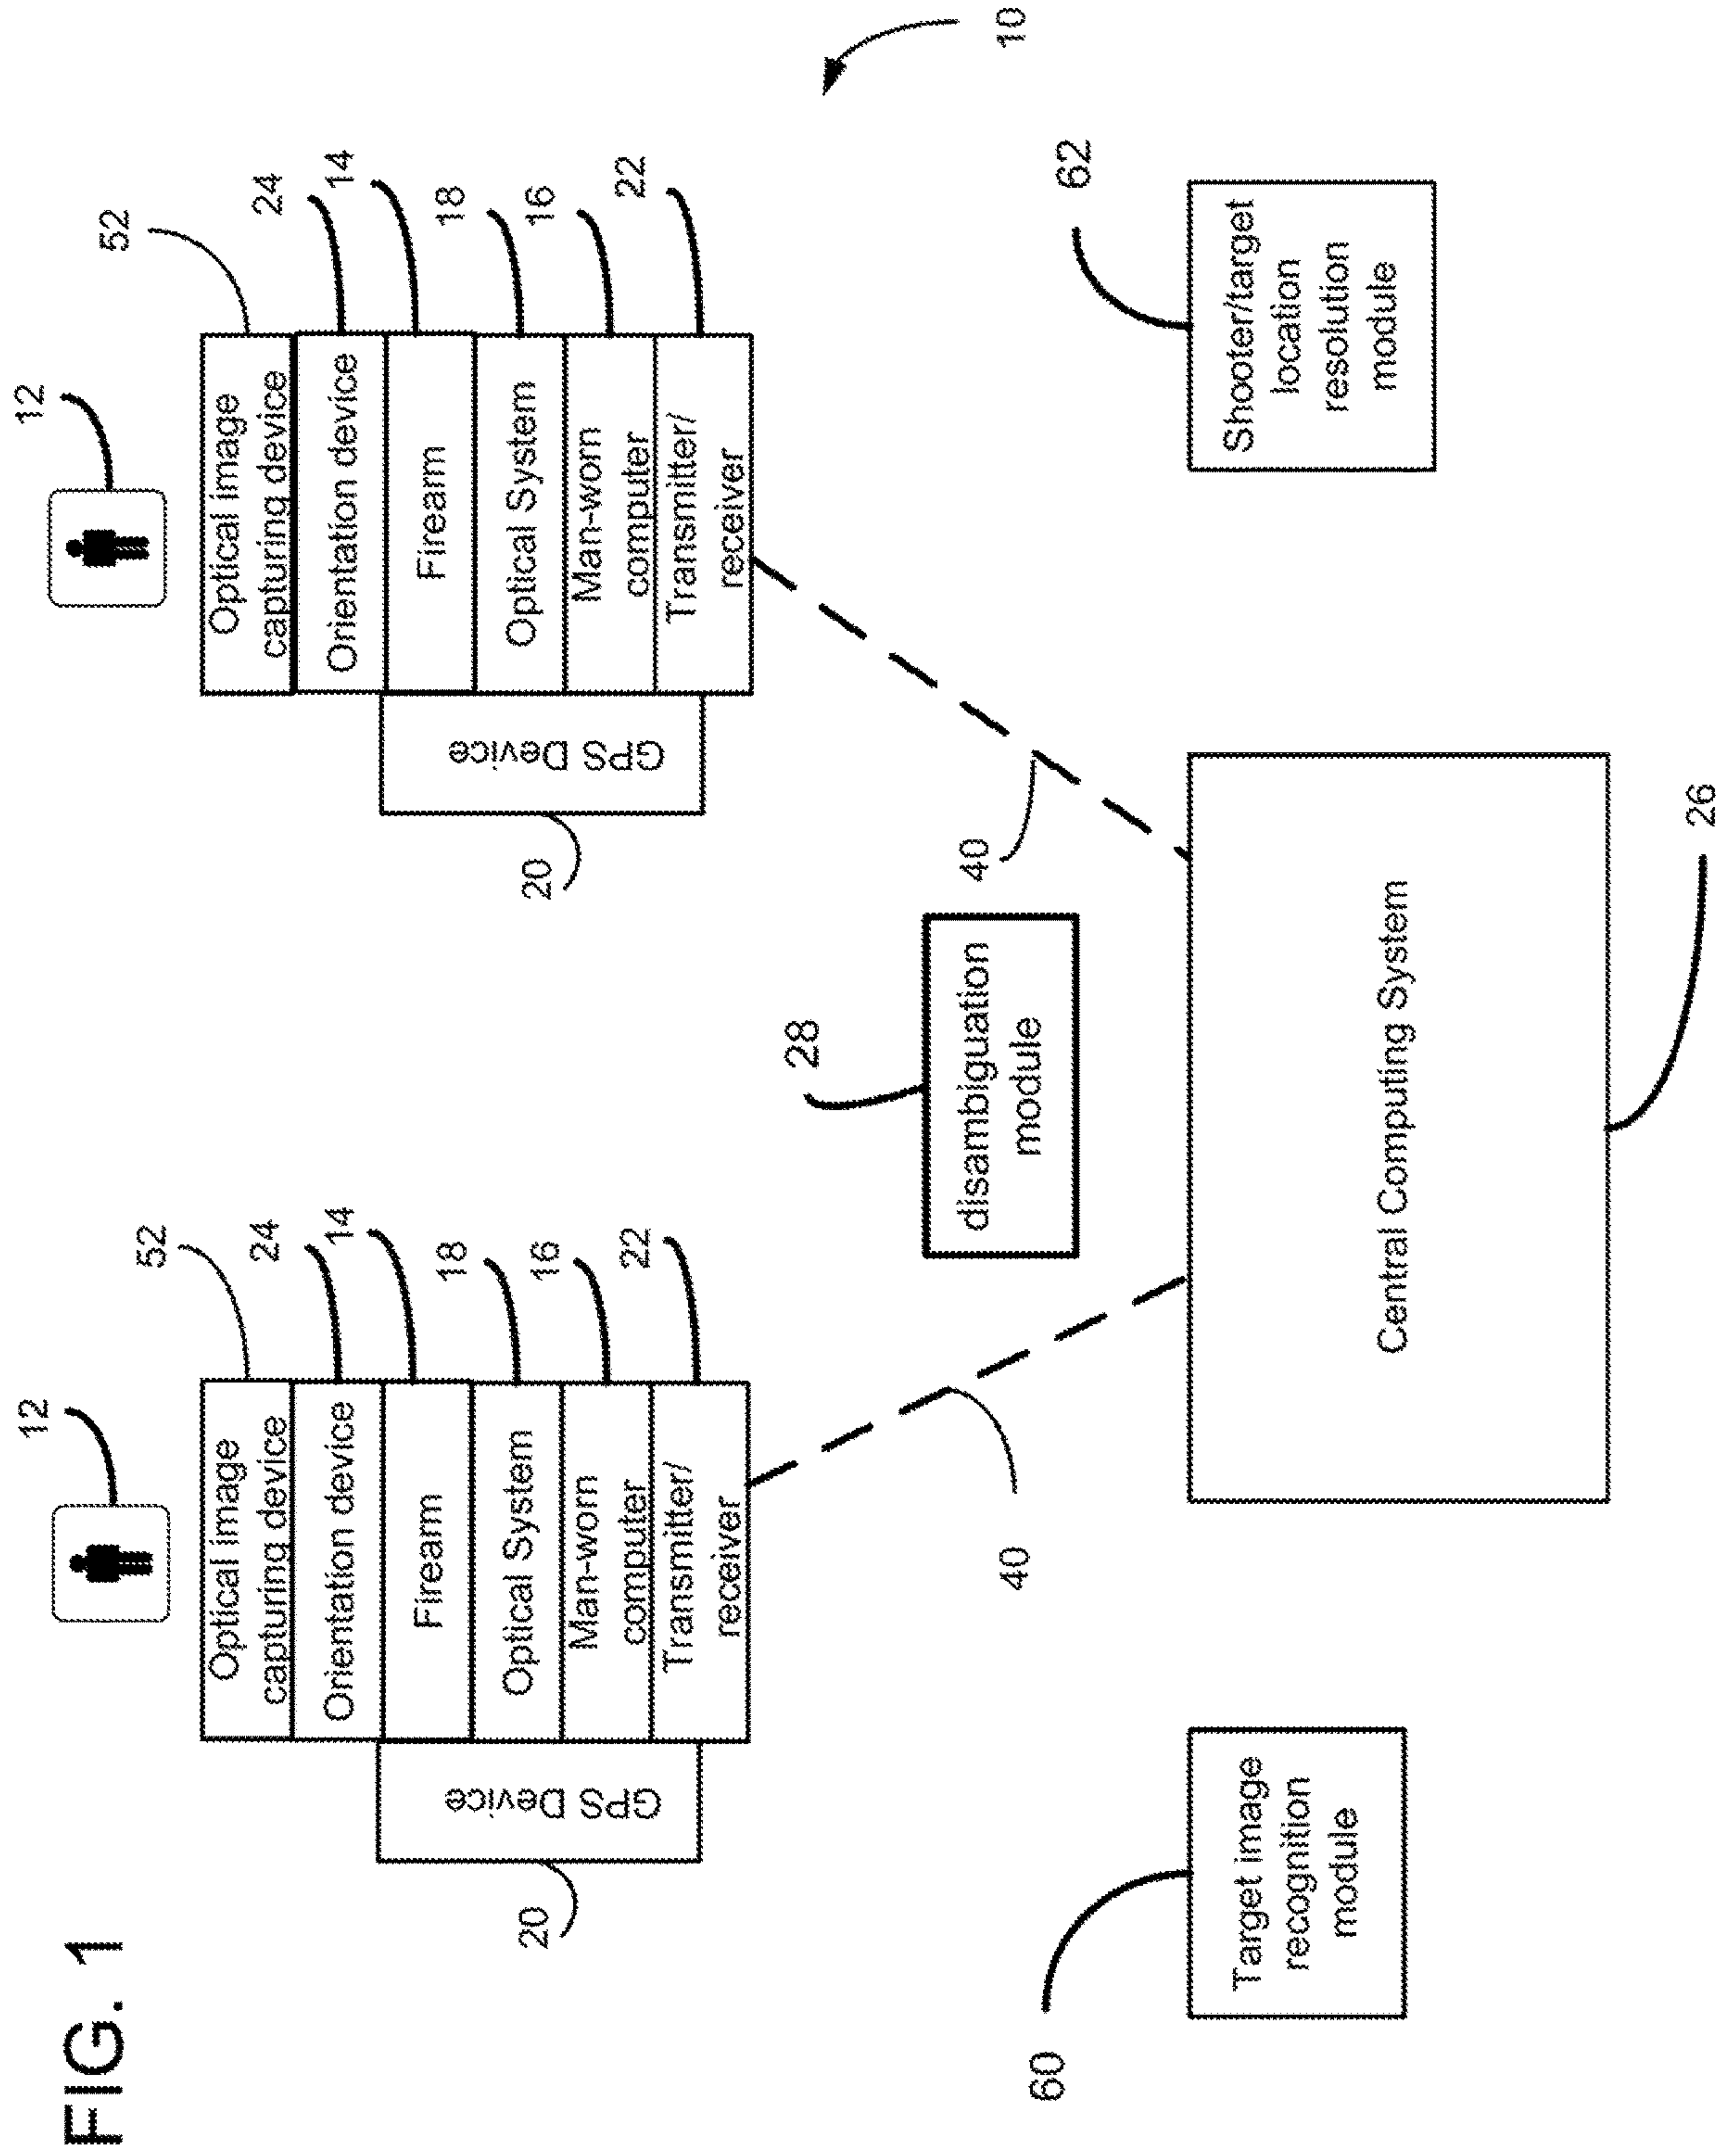 FIG. 1
12
Optical image
capturing device
52
Orientation device
24
Firearm
14
Optical System
18
Man-worn
computer
16
Transmitter/
receiver
22
GPS Device
20
12
Optical image
capturing device
52
Orientation device
24
Firearm
14
Optical System
18
Man-worn
computer
16
Transmitter/
receiver
22
GPS Device
20
10
40
28
disambiguation
module
40
60
Target image
recognition
module
Central Computing System
26
62
Shooter/target
location
resolution
module